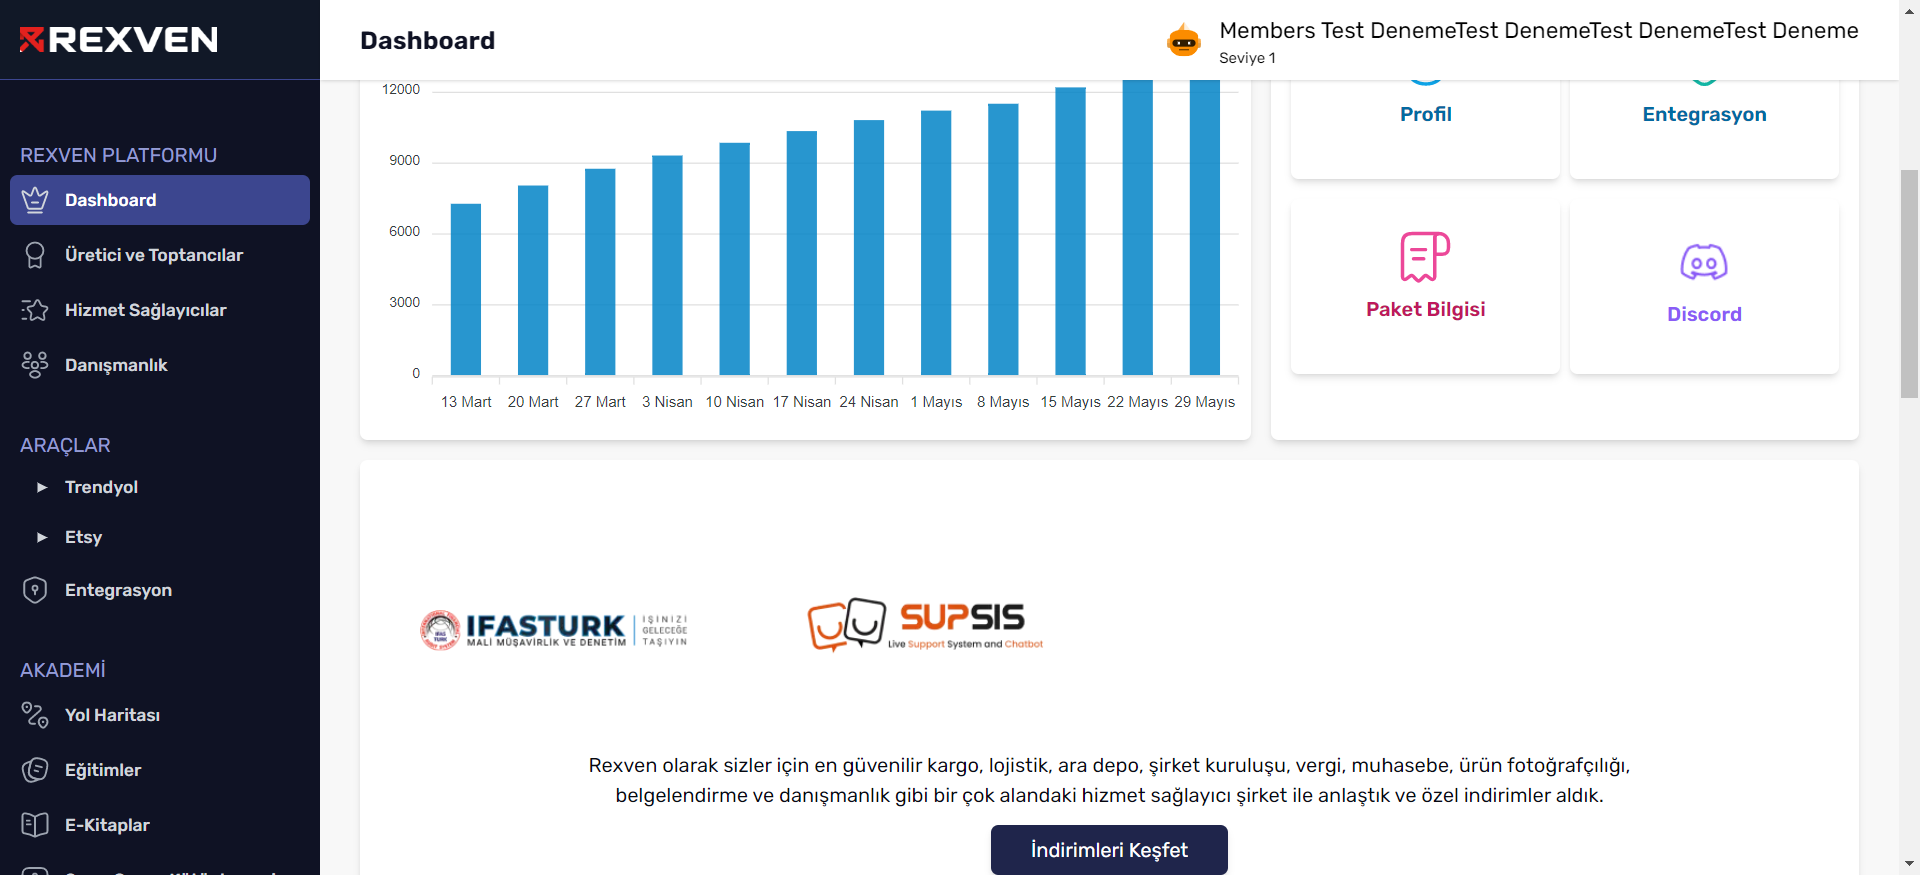 REXVEN
Dashboard
Members Test DenemeTest DenemeTest DenemeTest Deneme
Seviye 1
REXVEN PLATFORMU
Dashboard
Üretici ve Toptancılar
Hizmet Sağlayıcılar
Danışmanlık
ARAÇLAR
Trendyol
Etsy
Entegrasyon
AKADEMİ
Yol Haritası
Eğitimler
E-Kitaplar
12000
9000
6000
3000
0
13 Mart 20 Mart 27 Mart 3 Nisan 10 Nisan 17 Nisan 24 Nisan 1 Mayıs 8 Mayıs 15 Mayıs 22 Mayıs 29 Mayıs
Profil
Entegrasyon
Paket Bilgisi
Discord
IFASTURK
MALİ MÜŞAVİRLİK VE DENETİM
İŞİNİZİ
GELECEĞE
TAŞIYIN
SUPSIS
Live Support System and Chatbot
Rexven olarak sizler için en güvenilir kargo, lojistik, ara depo, şirket kuruluşu, vergi, muhasebe, ürün fotoğrafçılığı,
belgelendirme ve danışmanlık gibi bir çok alandaki hizmet sağlayıcı şirket ile anlaştık ve özel indirimler aldık.
İndirimleri Keşfet